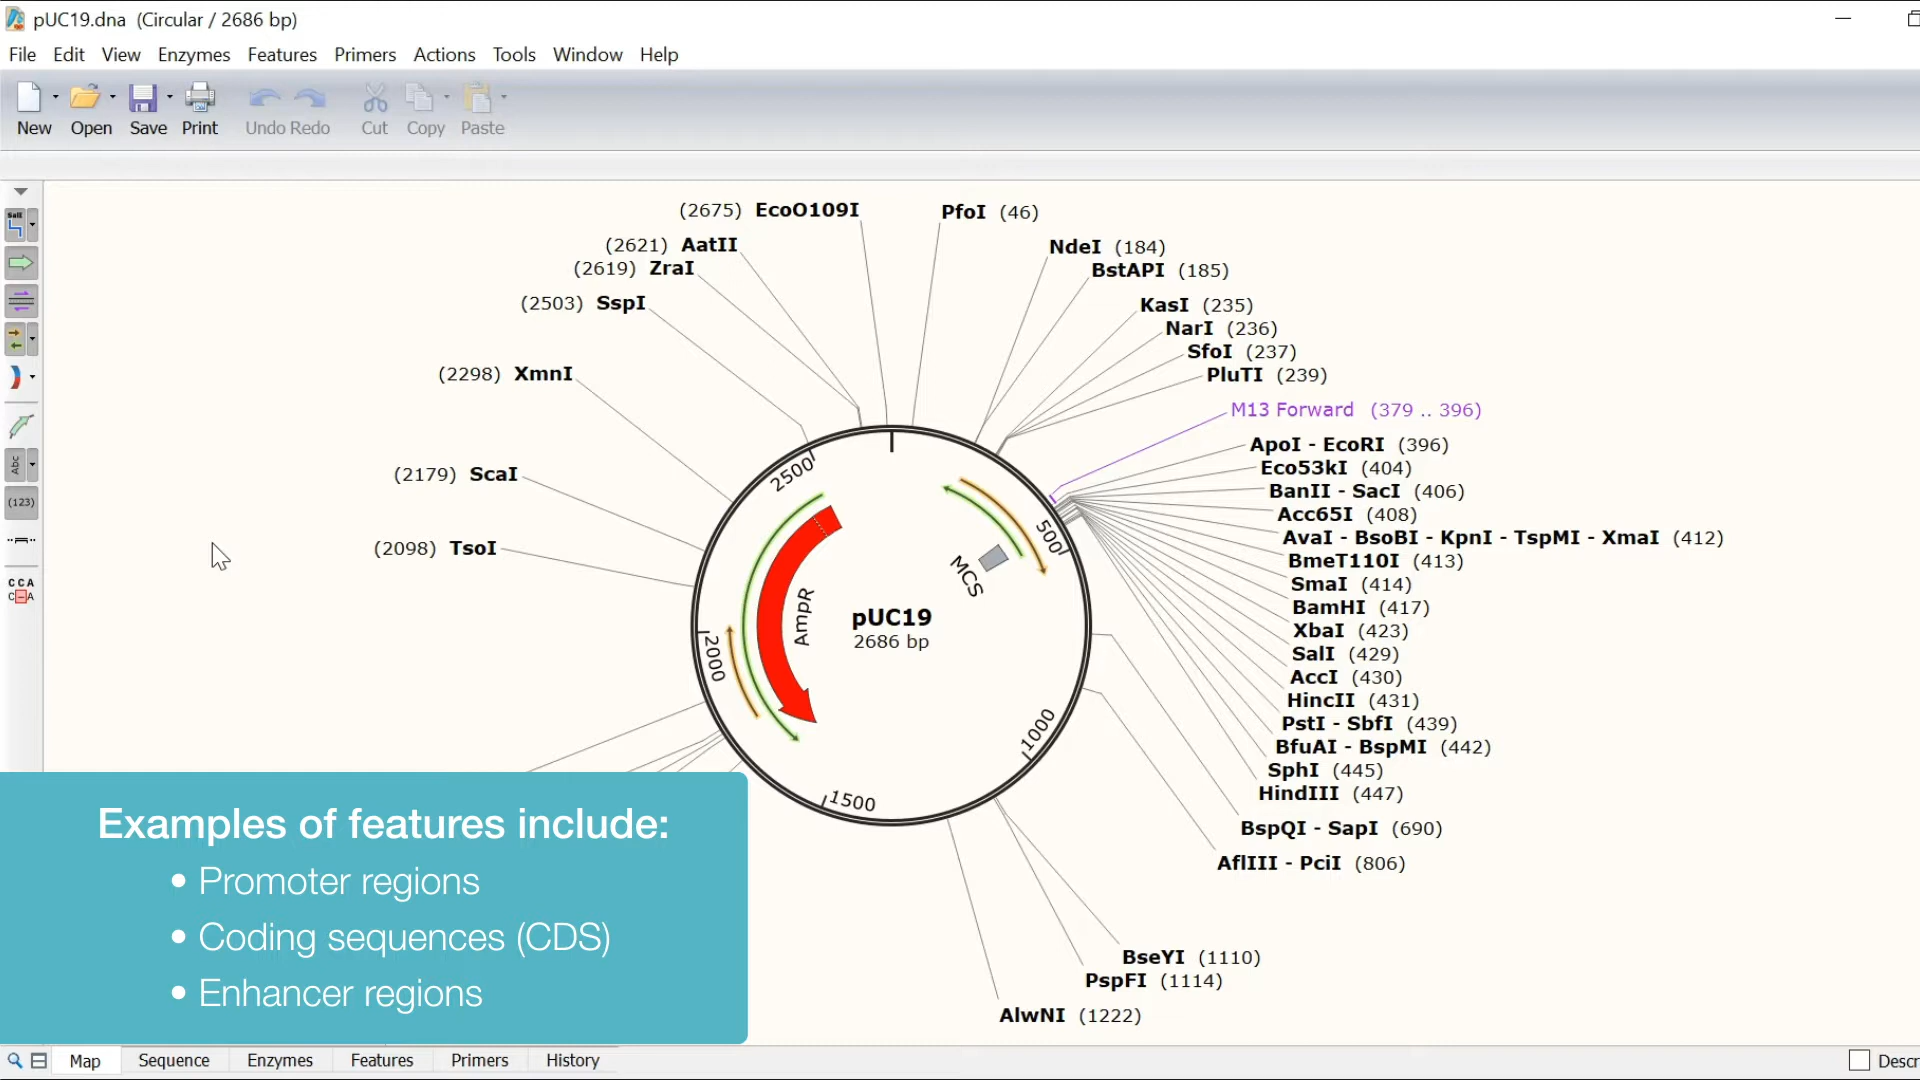 pUC19.dna (Circular / 2686 bp)
File Edit View Enzymes Features Primers Actions Tools Window Help
New Open Save Print Undo Redo Cut Copy Paste
SalI
Abc
(123)
CCA
C–A
(2675) EcoO109I
PfoI (46)
(2621) AatII
NdeI (184)
(2619) ZraI
BstAPI (185)
(2503) SspI
KasI (235)
NarI (236)
SfoI (237)
(2298) XmnI
PluTI (239)
M13 Forward (379 .. 396)
ApoI - EcoRI (396)
Eco53kI (404)
(2179) ScaI
BanII - SacI (406)
Acc65I (408)
AvaI - BsoBI - KpnI - TspMI - XmaI (412)
(2098) TsoI
BmeT110I (413)
SmaI (414)
BamHI (417)
XbaI (423)
SalI (429)
AccI (430)
HincII (431)
PstI - SbfI (439)
BfuAI - BspMI (442)
SphI (445)
HindIII (447)
BspQI - SapI (690)
AflIII - PciI (806)
BseYI (1110)
PspFI (1114)
AlwNI (1222)
2500
500
MCS
AmpR
pUC19
2686 bp
2000
1000
1500
Examples of features include:
• Promoter regions
• Coding sequences (CDS)
• Enhancer regions
Map Sequence Enzymes Features Primers History
Descr